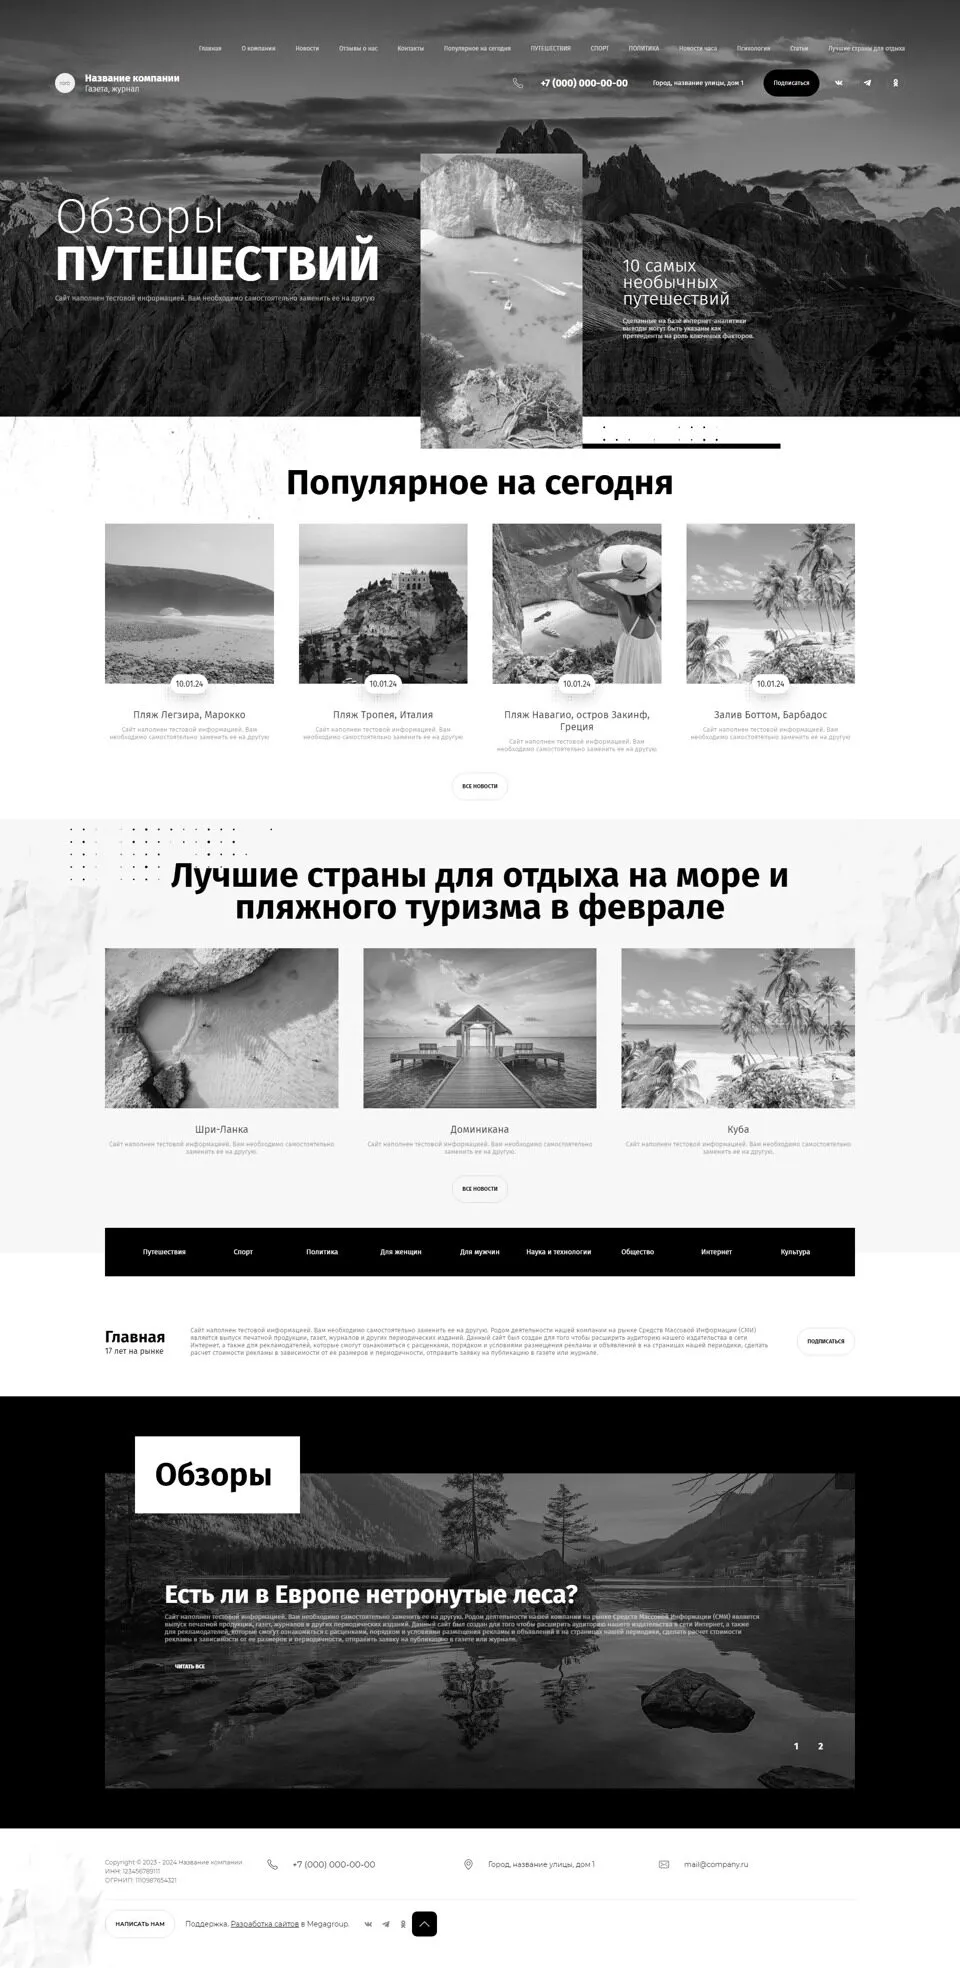 Главная О компании Новости Отзывы о нас Контакты Популярное на сегодня ПУТЕШЕСТВИЯ СПОРТ ПОЛИТИКА Новости часа Психология Статьи Лучшие страны для отдыха
Название компании
Газета, журнал
+7 (000) 000-00-00
Город, название улицы, дом 1
Подписаться
Обзоры
ПУТЕШЕСТВИЙ
Сайт наполнен тестовой информацией. Вам необходимо самостоятельно заменить ее на другую
10 самых
необычных
путешествий
Сделанные на базе интернет-аналитики
выводы могут быть указаны как
претенденты на роль ключевых факторов.
Популярное на сегодня
10.01.24
Пляж Легзира, Марокко
Сайт наполнен тестовой информацией. Вам
необходимо самостоятельно заменить ее на другую
10.01.24
Пляж Тропея, Италия
Сайт наполнен тестовой информацией. Вам
необходимо самостоятельно заменить ее на другую
10.01.24
Пляж Навагио, остров Закинф,
Греция
Сайт наполнен тестовой информацией. Вам
необходимо самостоятельно заменить ее на другую
10.01.24
Залив Боттом, Барбадос
Сайт наполнен тестовой информацией. Вам
необходимо самостоятельно заменить ее на другую
ВСЕ НОВОСТИ
Лучшие страны для отдыха на море и
пляжного туризма в феврале
Шри-Ланка
Сайт наполнен тестовой информацией. Вам необходимо самостоятельно
заменить ее на другую.
Доминикана
Сайт наполнен тестовой информацией. Вам необходимо самостоятельно
заменить ее на другую.
Куба
Сайт наполнен тестовой информацией. Вам необходимо самостоятельно
заменить ее на другую.
ВСЕ НОВОСТИ
Путешествия Спорт Политика Для женщин Для мужчин Наука и технологии Общество Интернет Культура
Главная
17 лет на рынке
Сайт наполнен тестовой информацией. Вам необходимо самостоятельно заменить ее на другую. Родом деятельности нашей компании на рынке Средств Массовой Информации (СМИ)
является выпуск печатной продукции, газет, журналов и других периодических изданий. Данный сайт был создан для того чтобы расширить аудиторию нашего издательства в сети
Интернет, а также для рекламодателей, которые смогут ознакомиться с расценками, порядком и условиями размещения рекламы и объявлений в на страницах нашей периодики, сделать
расчет стоимости рекламы в зависимости от ее размеров и периодичности, отправить заявку на публикацию в газете или журнале.
ПОДПИСАТЬСЯ
Обзоры
Есть ли в Европе нетронутые леса?
Сайт наполнен тестовой информацией. Вам необходимо самостоятельно заменить ее на другую. Родом деятельности нашей компании на рынке Средств Массовой Информации (СМИ) является
выпуск печатной продукции, газет, журналов и других периодических изданий. Данный сайт был создан для того чтобы расширить аудиторию нашего издательства в сети Интернет, а также
для рекламодателей, которые смогут ознакомиться с расценками, порядком и условиями размещения рекламы и объявлений в на страницах нашей периодики, сделать расчет стоимости
рекламы в зависимости от ее размеров и периодичности, отправить заявку на публикацию в газете или журнале.
ЧИТАТЬ ВСЕ
1 2
Copyright © 2023 - 2024 Название компании
ИНН: 123456789111
ОГРНИП: 1110987654321
+7 (000) 000-00-00
Город, название улицы, дом 1
mail@company.ru
НАПИСАТЬ НАМ
Поддержка. Разработка сайтов в Megagroup.